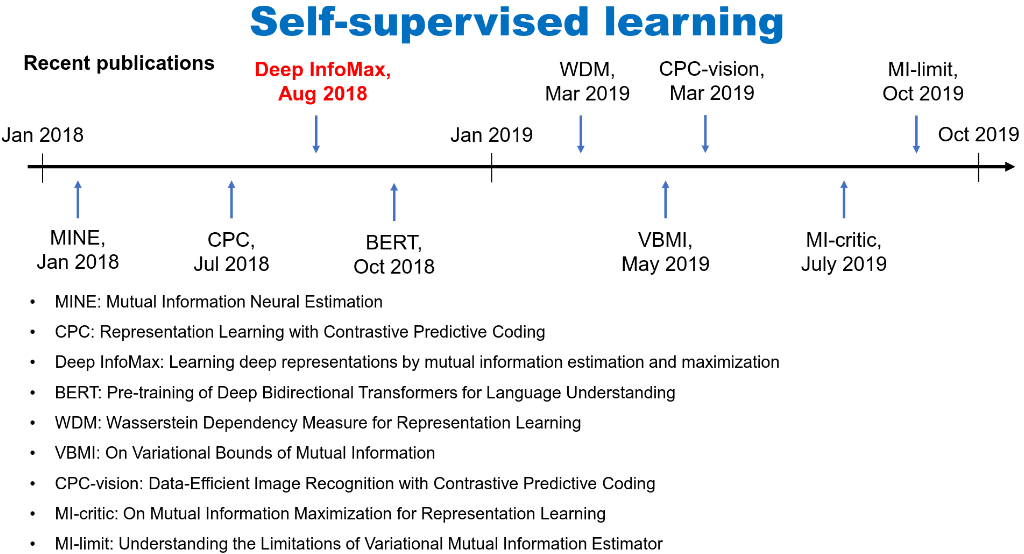 Self-supervised learning
Recent publications
Deep InfoMax,
Aug 2018
WDM,
Mar 2019
CPC-vision,
Mar 2019
MI-limit,
Oct 2019
Jan 2018
Jan 2019
Oct 2019
MINE,
Jan 2018
CPC,
Jul 2018
BERT,
Oct 2018
VBMI,
May 2019
MI-critic,
July 2019
• MINE: Mutual Information Neural Estimation
• CPC: Representation Learning with Contrastive Predictive Coding
• Deep InfoMax: Learning deep representations by mutual information estimation and maximization
• BERT: Pre-training of Deep Bidirectional Transformers for Language Understanding
• WDM: Wasserstein Dependency Measure for Representation Learning
• VBMI: On Variational Bounds of Mutual Information
• CPC-vision: Data-Efficient Image Recognition with Contrastive Predictive Coding
• MI-critic: On Mutual Information Maximization for Representation Learning
• MI-limit: Understanding the Limitations of Variational Mutual Information Estimator